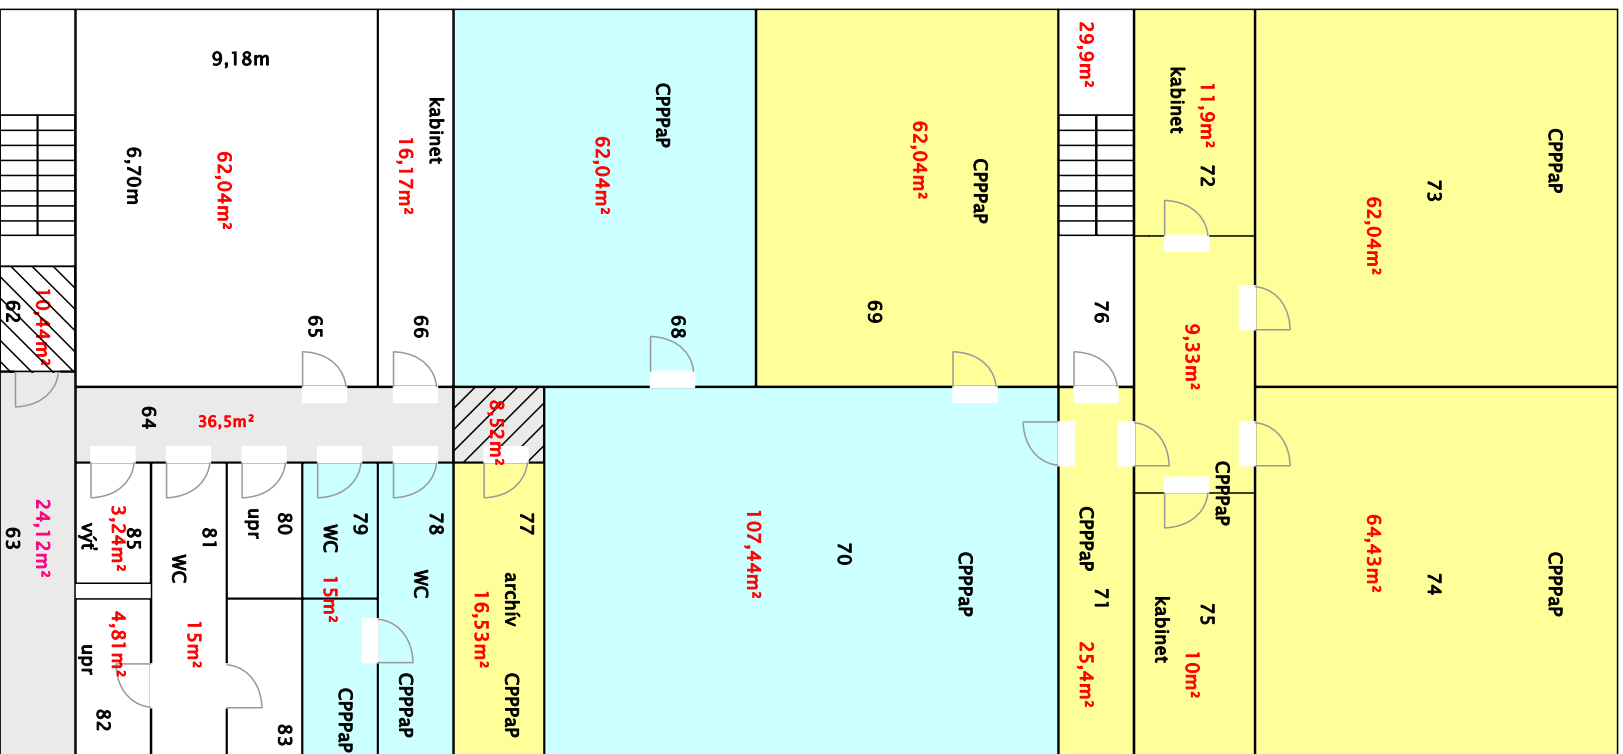 9,18m
6,70m
62,04m²
65
kabinet
16,17m²
66
CPPPaP
62,04m²
68
62,04m²
CPPPaP
69
29,9m²
76
kabinet
11,9m²
72
9,33m²
CPPPaP
CPPPaP
73
62,04m²
10,44m²
62
64
36,5m²
8,52m²
24,12m²
63
3,24m²
85
výť
4,81m²
upr
82
81
WC
15m²
80
upr
83
79
WC
15m²
CPPPaP
78
WC
CPPPaP
77
archív
16,53m²
CPPPaP
107,44m²
70
CPPPaP
CPPPaP
71
25,4m²
75
kabinet
10m²
64,43m²
74
CPPPaP